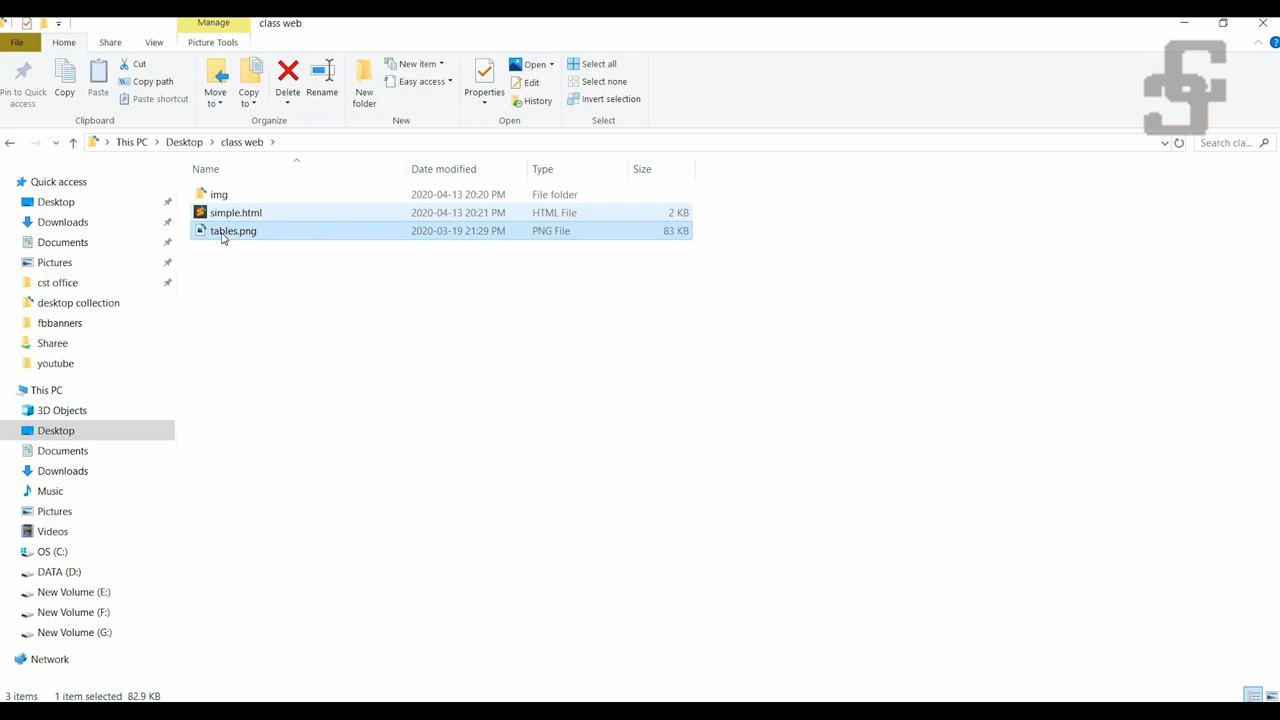 Manage
class web
File
Home
Share
View
Picture Tools
Pin to Quick access
Copy
Paste
Cut
Copy path
Paste shortcut
Clipboard
Move to
Copy to
Delete
Rename
Organize
New folder
New item
Easy access
New
Properties
Open
Edit
History
Open
Select all
Select none
Invert selection
Select
This PC > Desktop > class web >
Search cla...
Name Date modified Type Size
img 2020-04-13 20:20 PM File folder
simple.html 2020-04-13 20:21 PM HTML File 2 KB
tables.png 2020-03-19 21:29 PM PNG File 83 KB
Quick access
Desktop
Downloads
Documents
Pictures
cst office
desktop collection
fbbanners
Sharee
youtube
This PC
3D Objects
Desktop
Documents
Downloads
Music
Pictures
Videos
OS (C:)
DATA (D:)
New Volume (E:)
New Volume (F:)
New Volume (G:)
Network
3 items 1 item selected 82.9 KB